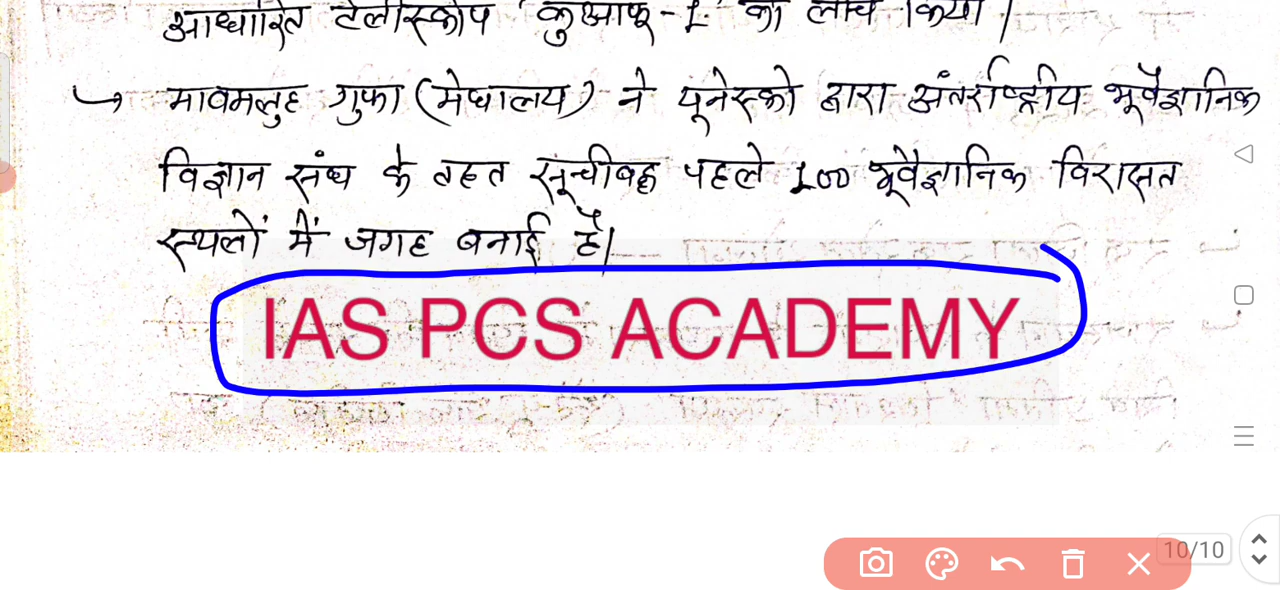 आधारित टेलीस्कोप 'कुआफू-1' को लांच किया।
→ मावमलुह गुफा (मेघालय) ने यूनेस्को द्वारा अंतर्राष्ट्रीय भूवैज्ञानिक
विज्ञान संघ के तहत सूचीबद्ध पहले 100 भूवैज्ञानिक विरासत
स्थलों में जगह बनाई है।
IAS PCS ACADEMY
10/10